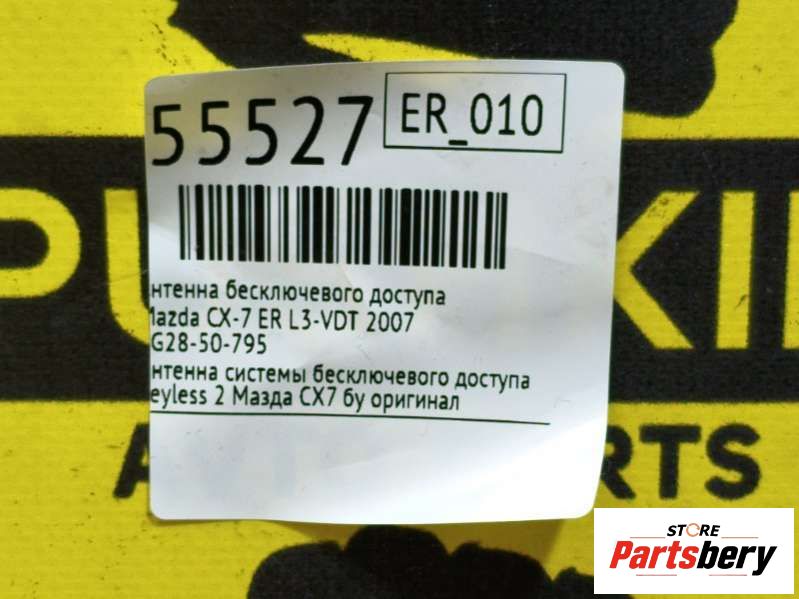 55527
ER_010
нтенна бесключевого доступа
Mazda CX-7 ER L3-VDT 2007
G28-50-795
нтенна системы бесключевого доступа
eyless 2 Мазда CX7 бу оригинал
STORE
Partsbery